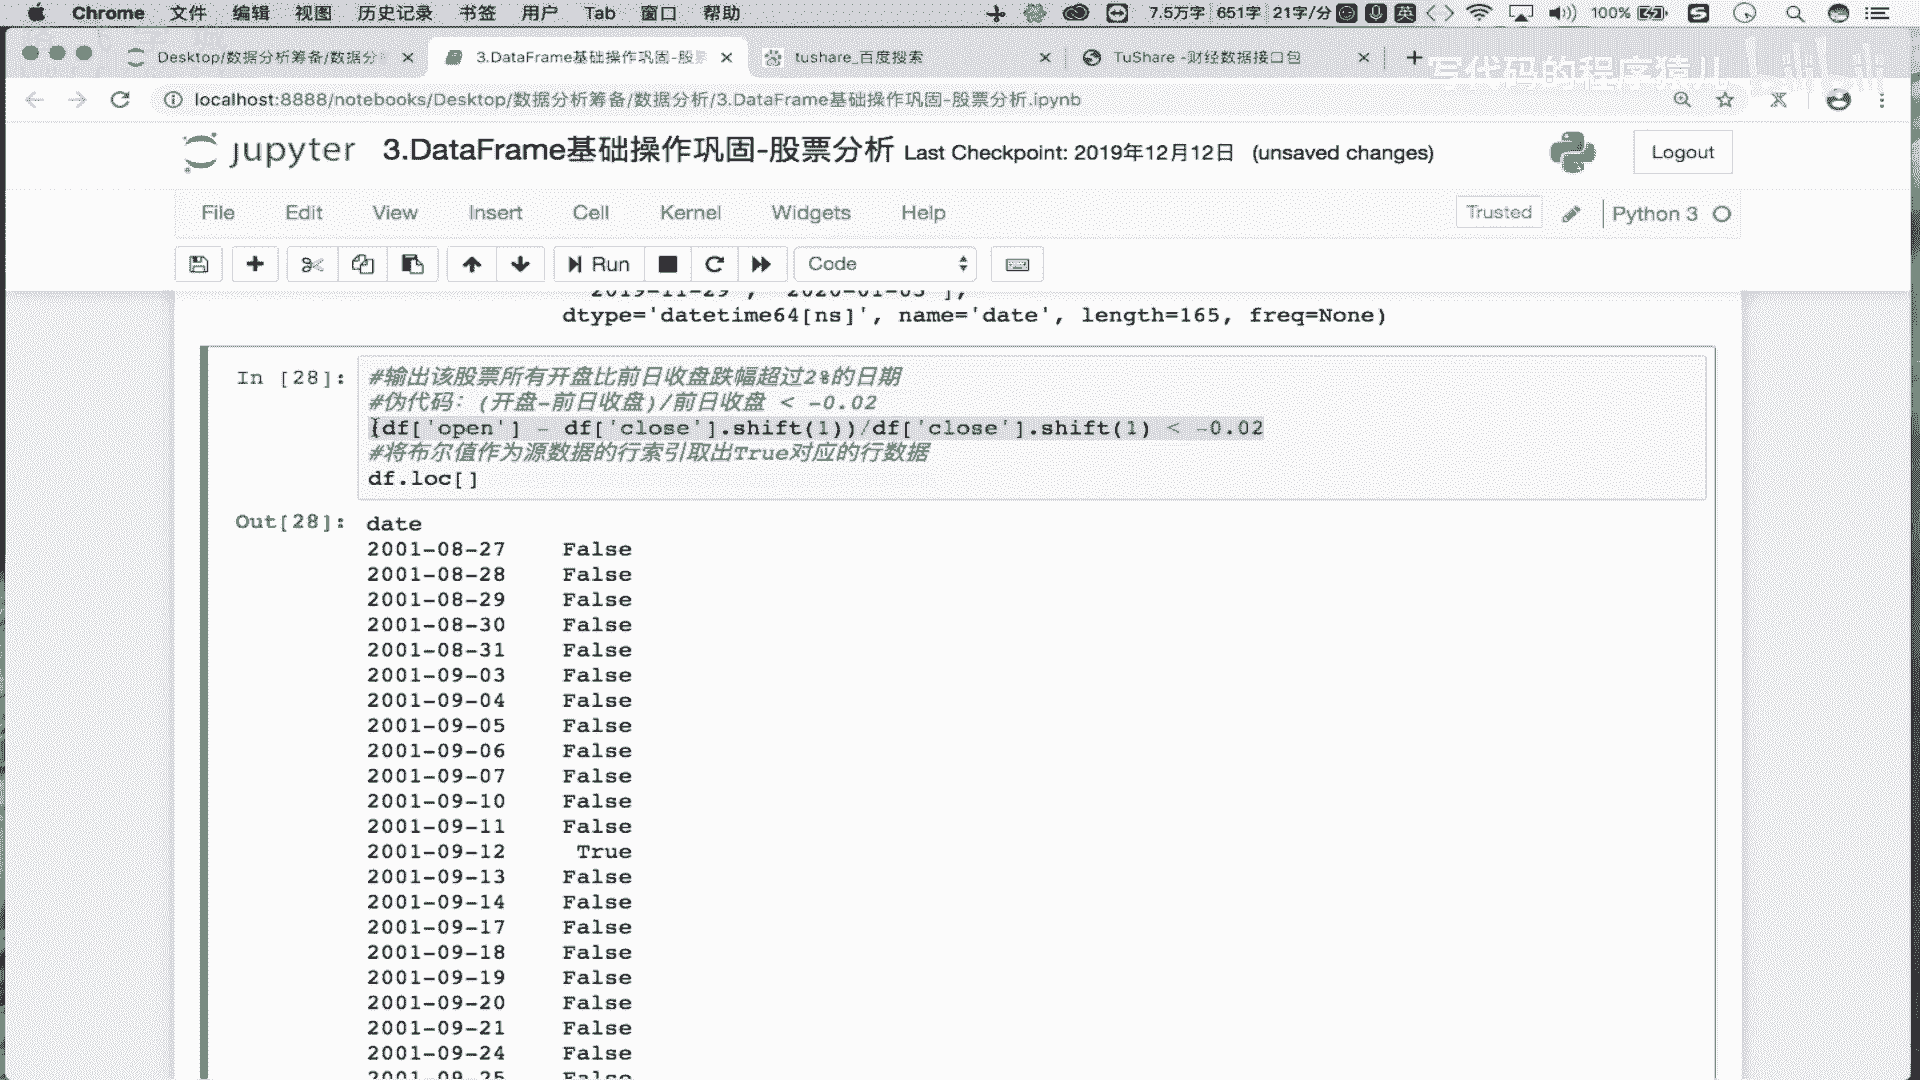 Chrome 文件 编辑 视图 历史记录 书签 用户 Tab 窗口 帮助 7.5万字 651字 21字/分 英 100%
Desktop/数据分析筹备/数据分 3.DataFrame基础操作巩固-股 tushare_百度搜索 TuShare -财经数据接口包
写代码的程序猿儿
localhost:8888/notebooks/Desktop/数据分析筹备/数据分析/3.DataFrame基础操作巩固-股票分析.ipynb
jupyter 3.DataFrame基础操作巩固-股票分析 Last Checkpoint: 2019年12月12日 (unsaved changes) Logout
File Edit View Insert Cell Kernel Widgets Help Trusted Python 3
Run Code
'2019-11-29', '2020-01-03'],
dtype='datetime64[ns]', name='date', length=165, freq=None)
In [28]: #输出该股票所有开盘比前日收盘跌幅超过2%的日期
#伪代码：(开盘-前日收盘)/前日收盘 < -0.02
(df['open'] - df['close'].shift(1))/df['close'].shift(1) < -0.02
#将布尔值作为源数据的行索引取出True对应的行数据
df.loc[]
Out[28]: date
2001-08-27 False
2001-08-28 False
2001-08-29 False
2001-08-30 False
2001-08-31 False
2001-09-03 False
2001-09-04 False
2001-09-05 False
2001-09-06 False
2001-09-07 False
2001-09-10 False
2001-09-11 False
2001-09-12 True
2001-09-13 False
2001-09-14 False
2001-09-17 False
2001-09-18 False
2001-09-19 False
2001-09-20 False
2001-09-21 False
2001-09-24 False
2001-09-25 False